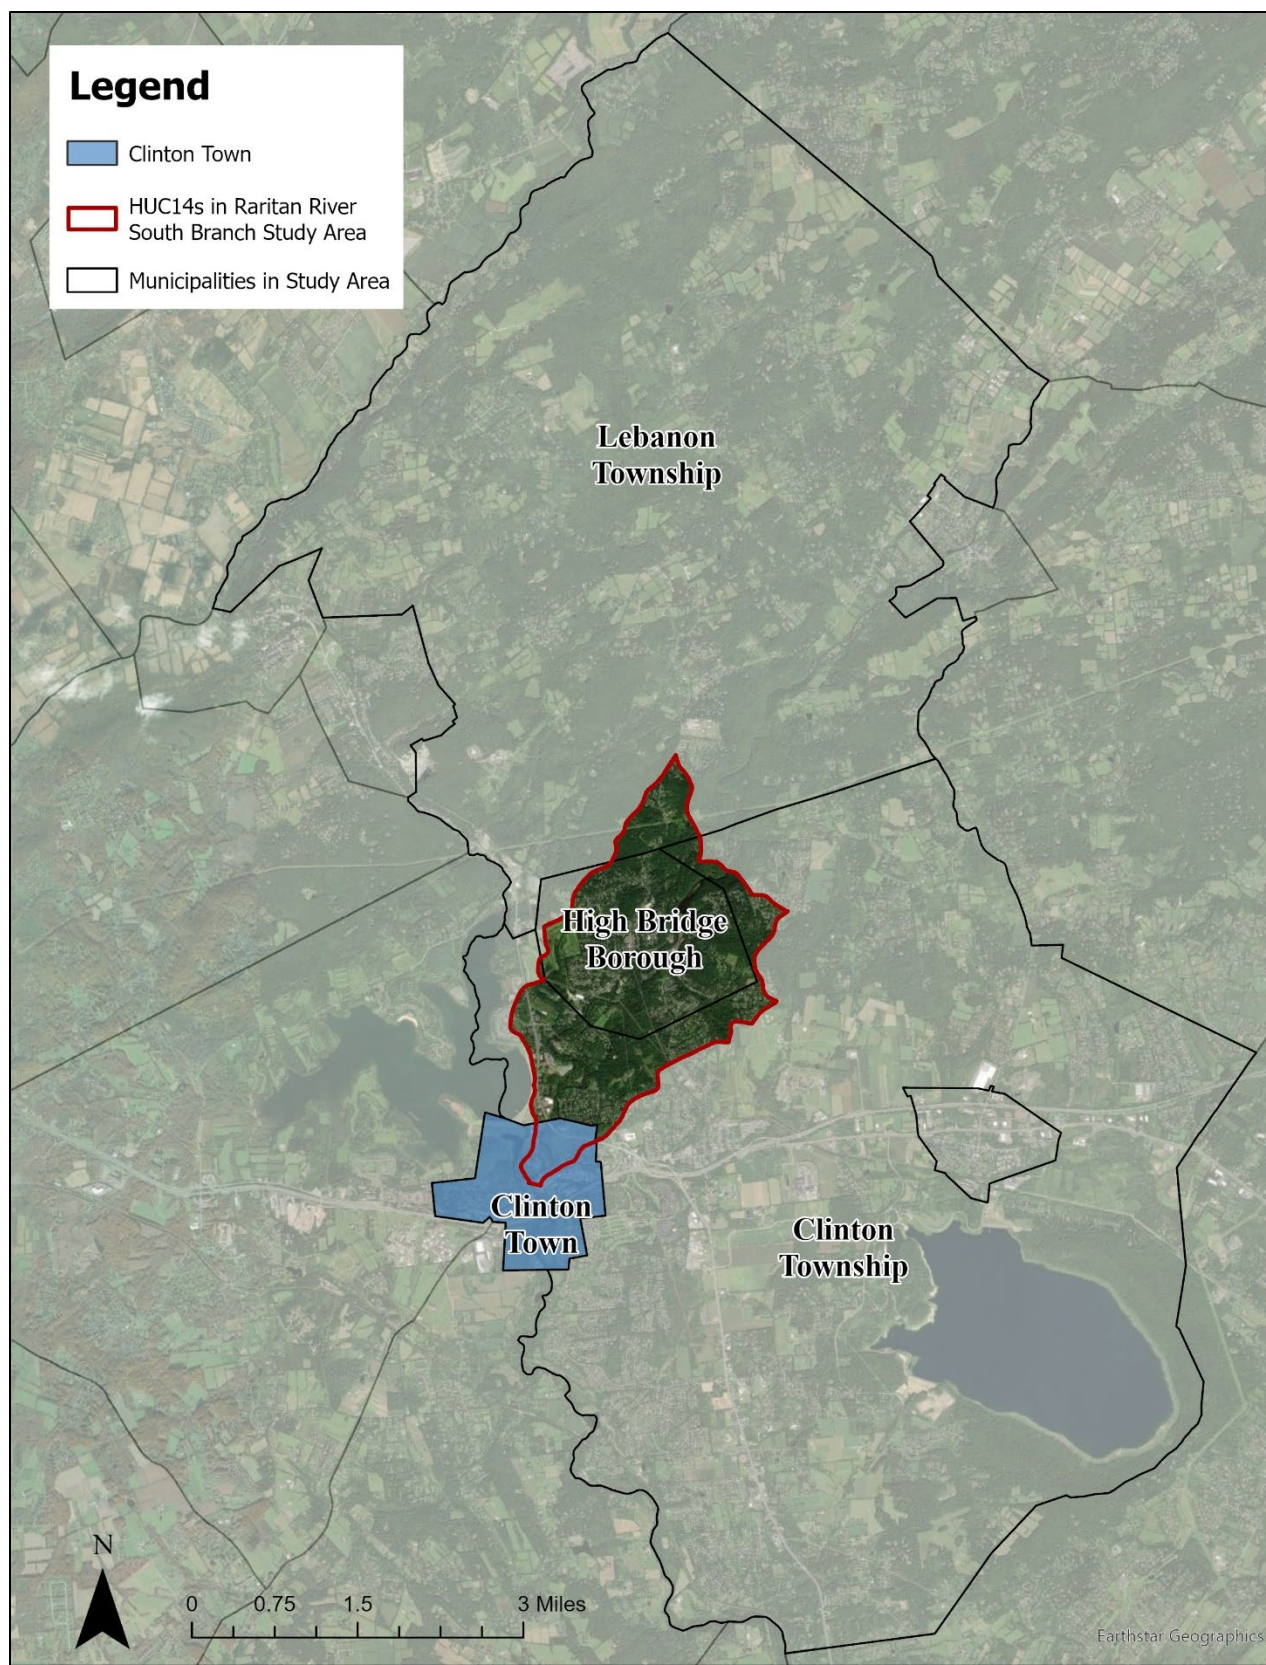 Legend
Clinton Town
HUC14s in Raritan River
South Branch Study Area
Municipalities in Study Area
Lebanon
Township
High Bridge
Borough
Clinton
Town
Clinton
Township
N
0 0.75 1.5 3 Miles
Earthstar Geographics